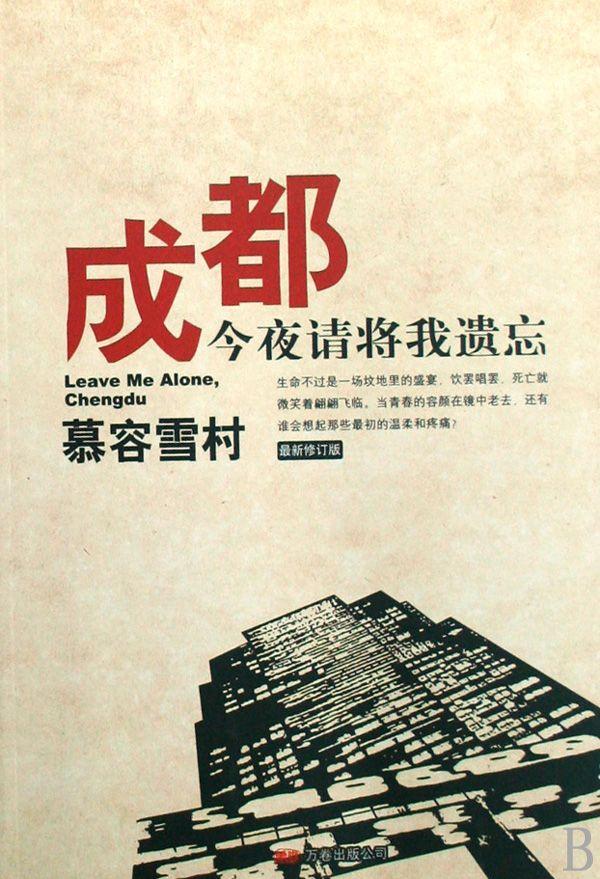 成都
今夜请将我遗忘
Leave Me Alone,
Chengdu
慕容雪村
生命不过是一场坟地里的盛宴，饮罢唱罢，死亡就
微笑着翩翩飞临。当青春的容颜在镜中老去，还有
谁会想起那些最初的温柔和疼痛？
最新修订版
万卷出版公司
B